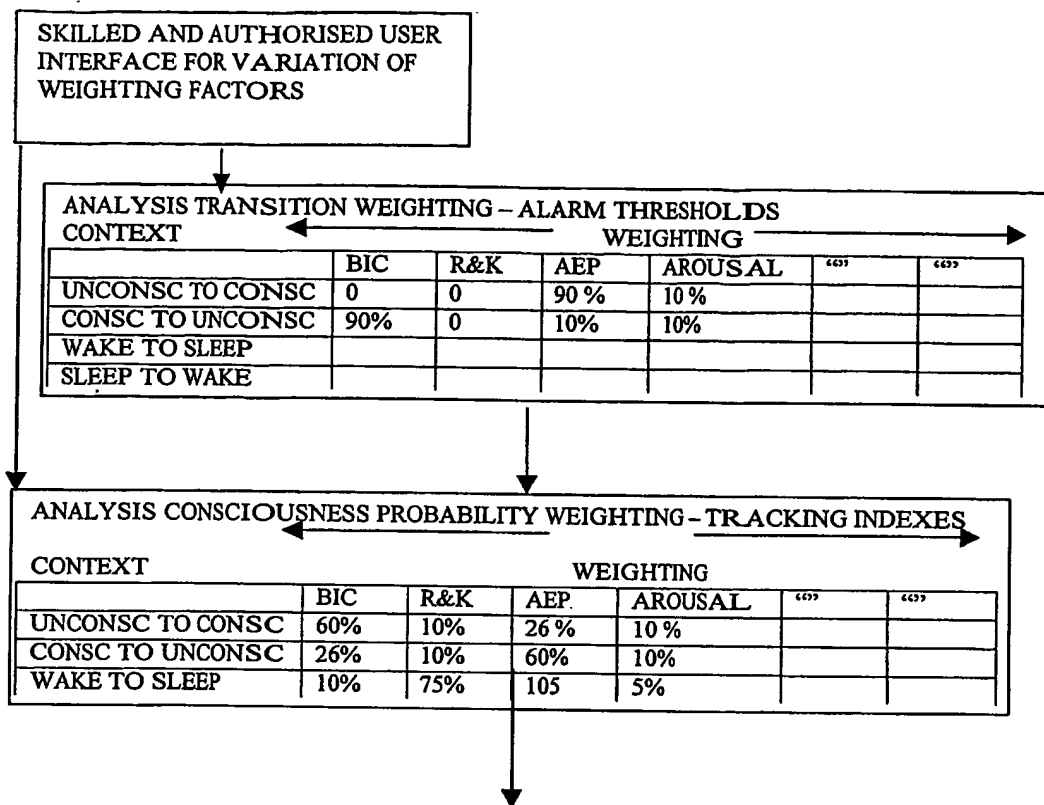 SKILLED AND AUTHORISED USER
INTERFACE FOR VARIATION OF
WEIGHTING FACTORS
ANALYSIS TRANSITION WEIGHTING – ALARM THRESHOLDS
CONTEXT WEIGHTING
BIC R&K AEP AROUSAL “” “”
UNCONSC TO CONSC 0 0 90 % 10 %
CONSC TO UNCONSC 90% 0 10% 10%
WAKE TO SLEEP
SLEEP TO WAKE
ANALYSIS CONSCIOUSNESS PROBABILITY WEIGHTING – TRACKING INDEXES
CONTEXT WEIGHTING
BIC R&K AEP. AROUSAL “” “”
UNCONSC TO CONSC 60% 10% 26 % 10 %
CONSC TO UNCONSC 26% 10% 60% 10%
WAKE TO SLEEP 10% 75% 105 5%